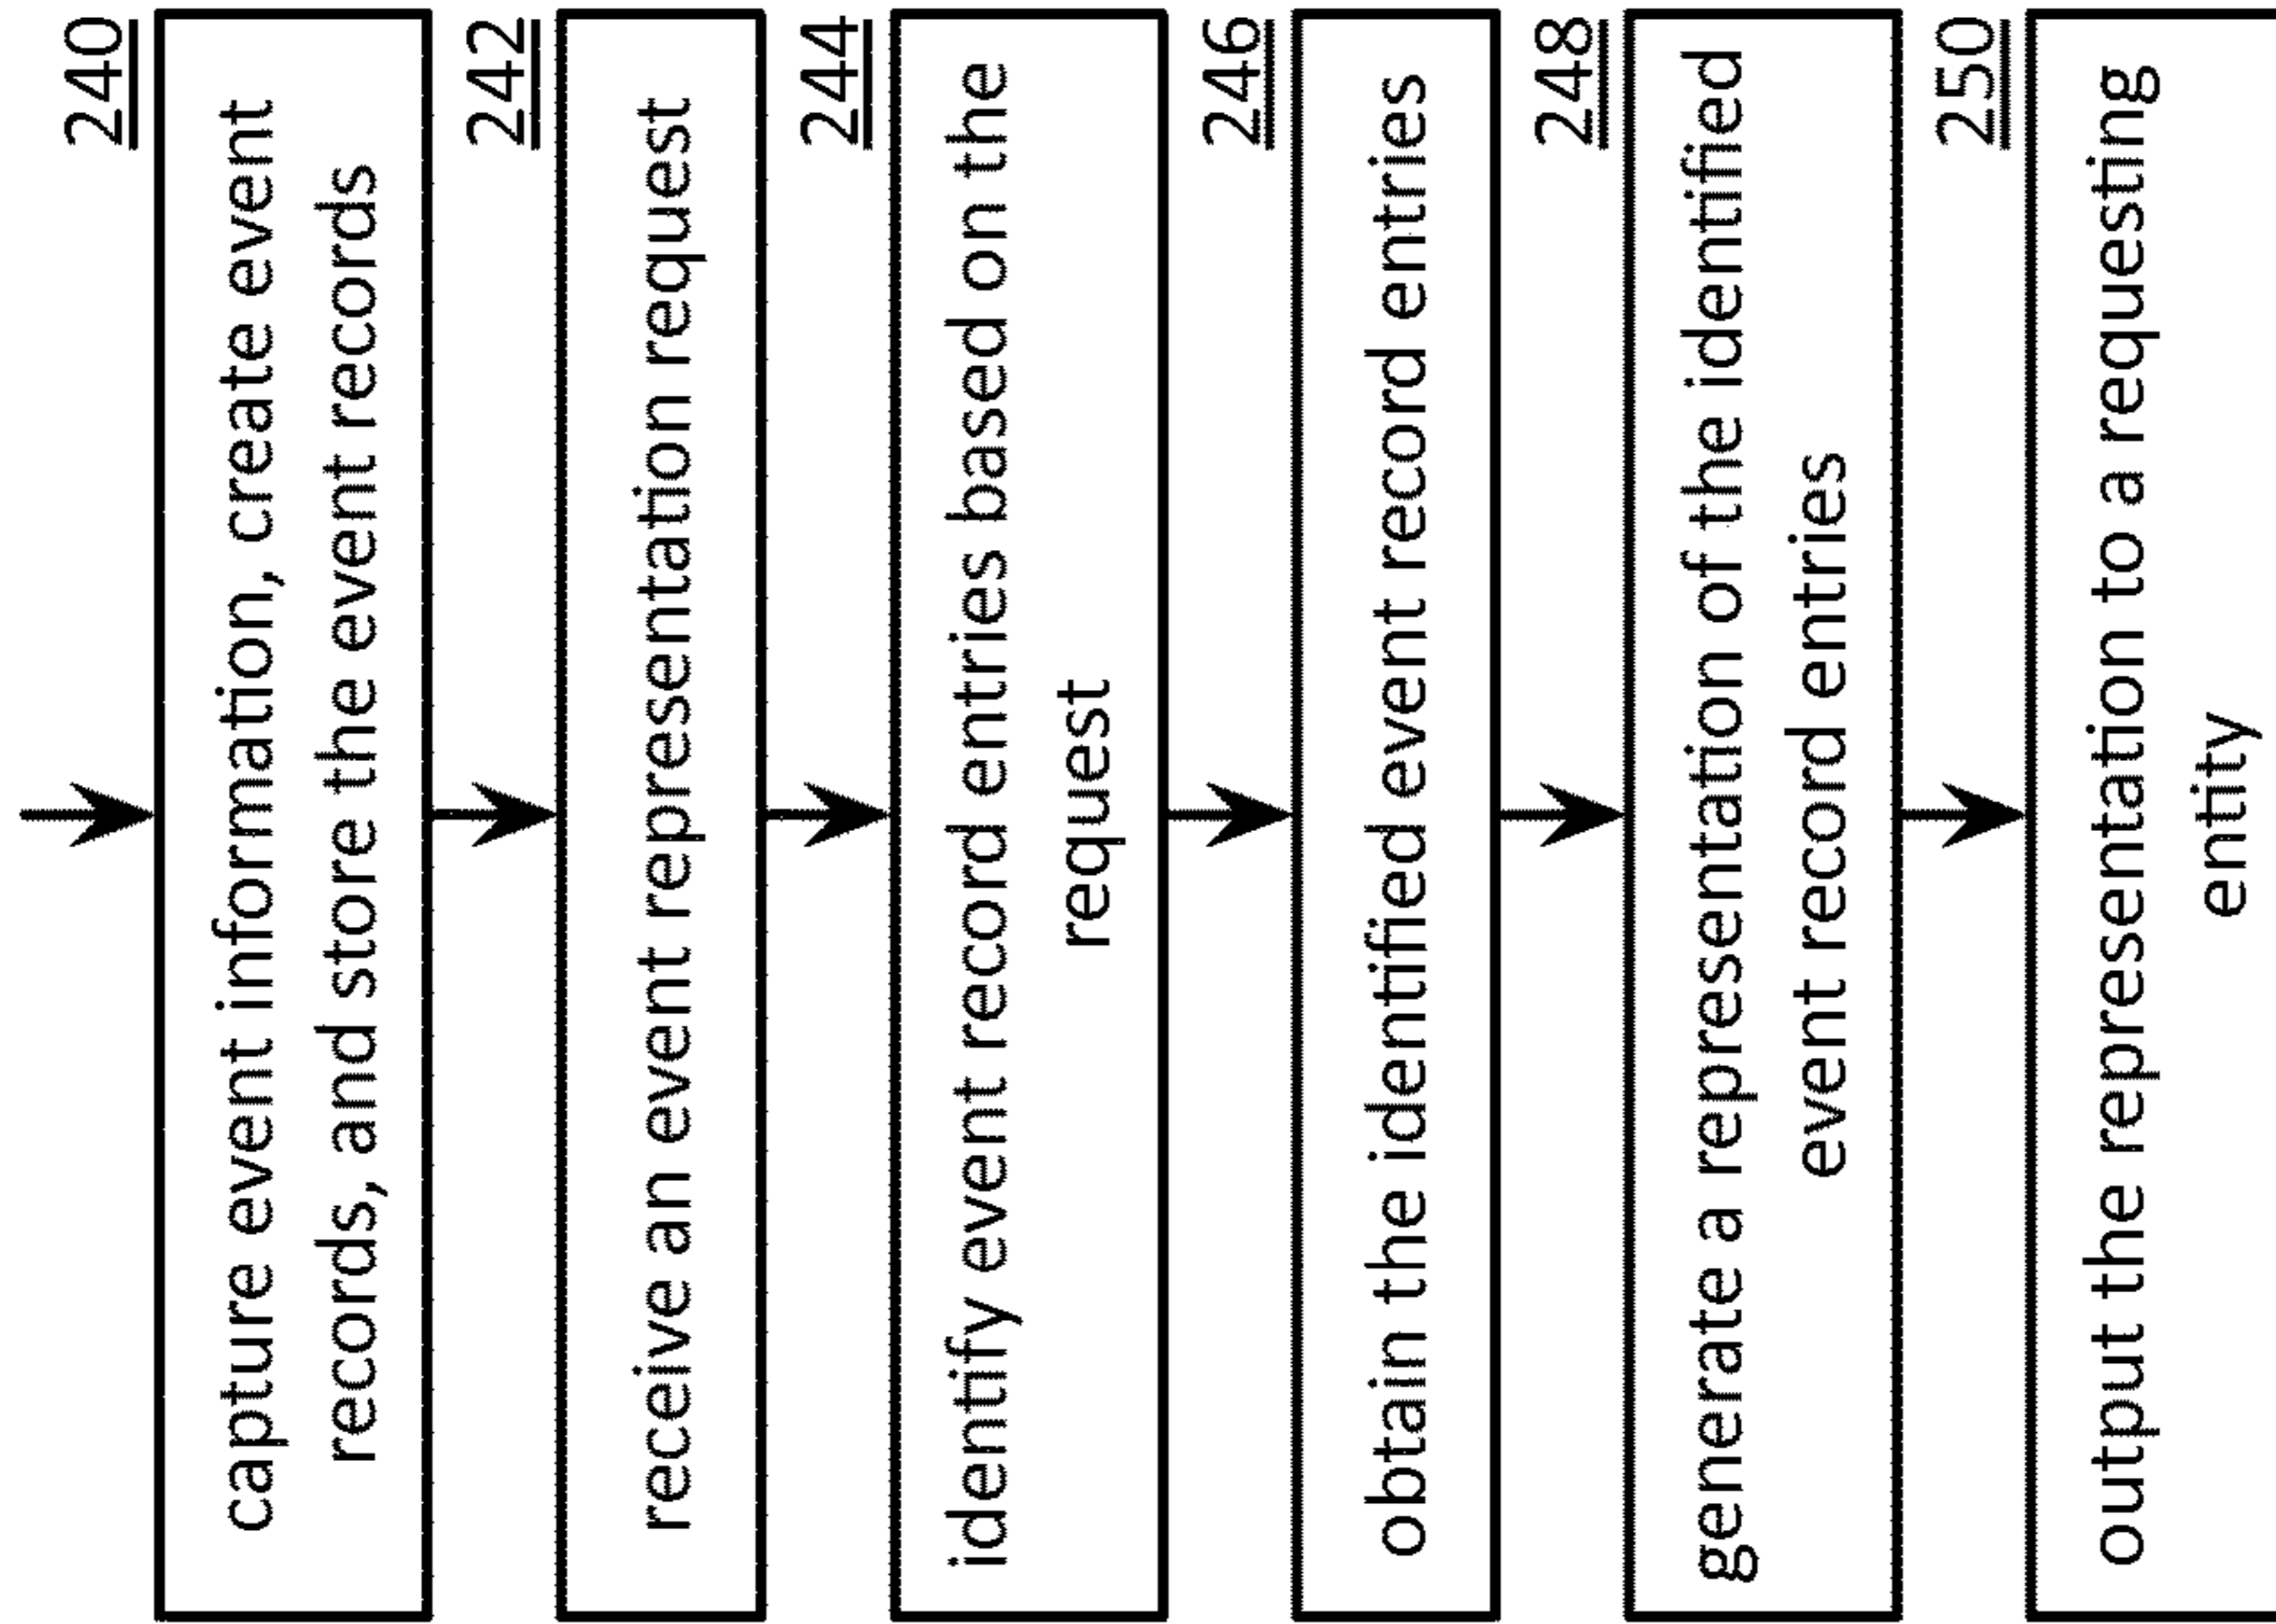 240
capture event information, create event
records, and store the event records
242
receive an event representation request
244
identify event record entries based on the
request
246
obtain the identified event record entries
248
generate a representation of the identified
event record entries
250
output the representation to a requesting
entity